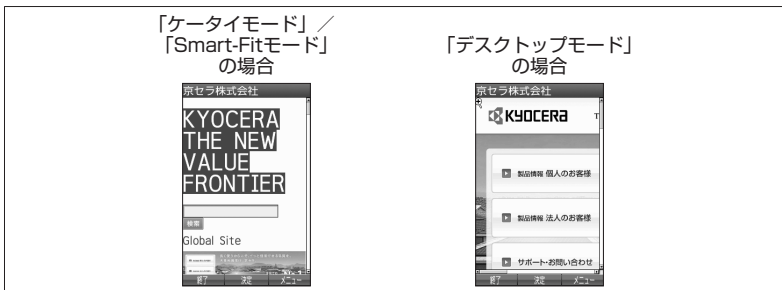 「ケータイモード」／
「Smart-Fitモード」
の場合
京セラ株式会社
KYOCERA
THE NEW
VALUE
FRONTIER
検索
Global Site
終了 決定 メニュー
「デスクトップモード」
の場合
京セラ株式会社
KYOCERA T
製品情報 個人のお客様
製品情報 法人のお客様
サポート・お問い合わせ
終了 決定 メニュー